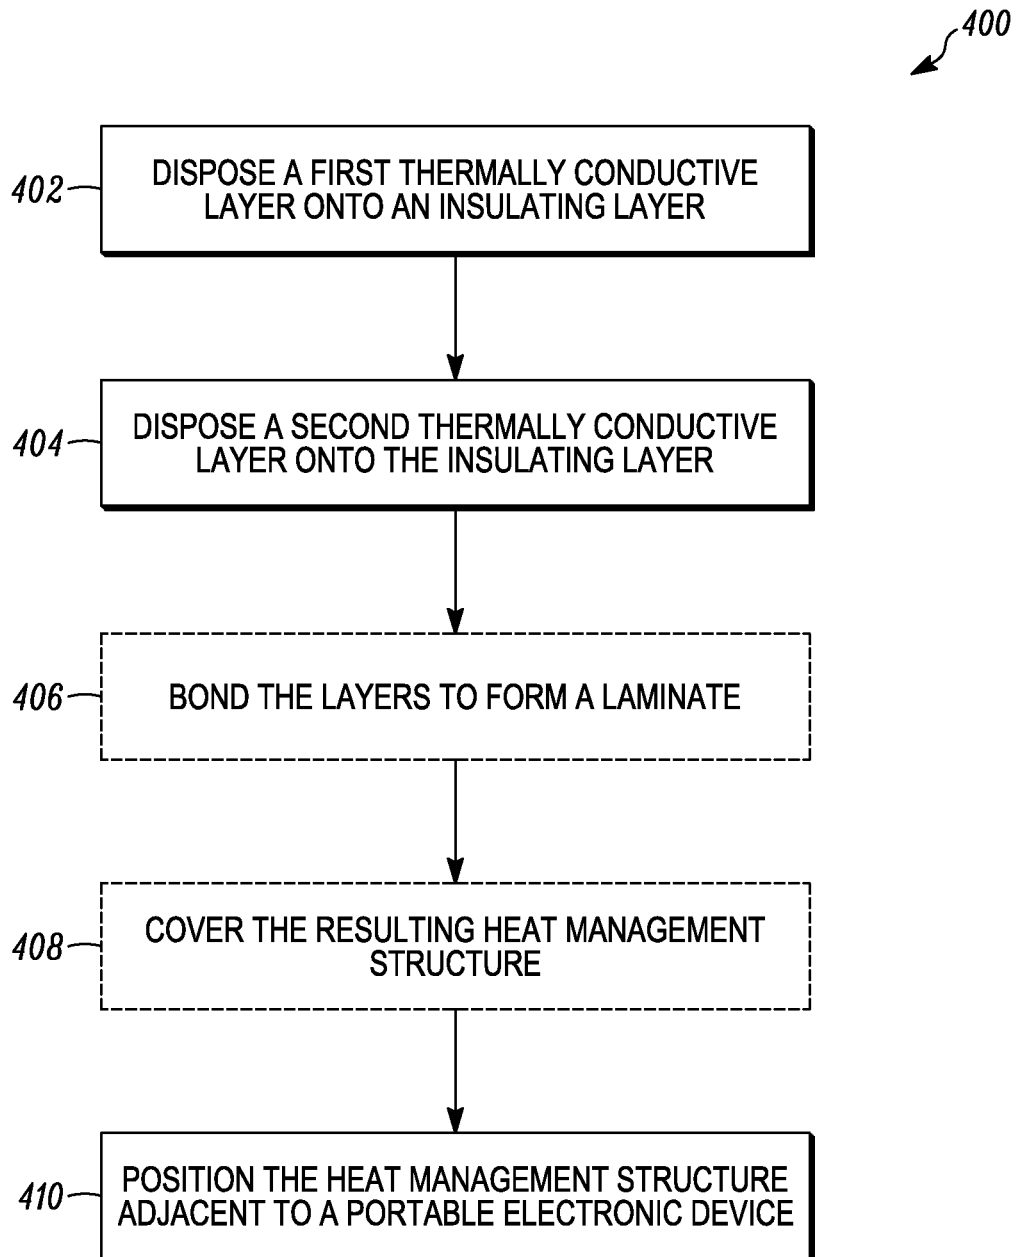 400
402
DISPOSE A FIRST THERMALLY CONDUCTIVE
LAYER ONTO AN INSULATING LAYER
404
DISPOSE A SECOND THERMALLY CONDUCTIVE
LAYER ONTO THE INSULATING LAYER
406
BOND THE LAYERS TO FORM A LAMINATE
408
COVER THE RESULTING HEAT MANAGEMENT
STRUCTURE
410
POSITION THE HEAT MANAGEMENT STRUCTURE
ADJACENT TO A PORTABLE ELECTRONIC DEVICE